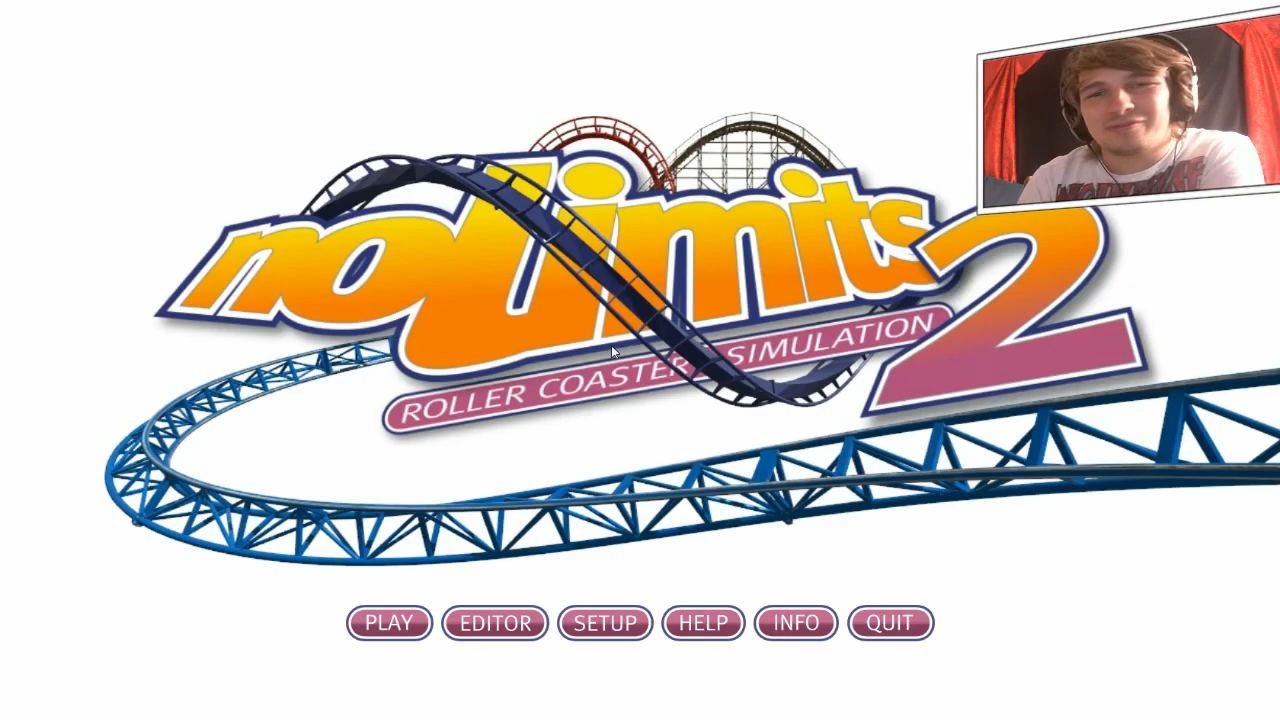 noLimits 2
ROLLER COASTER SIMULATION
PLAY EDITOR SETUP HELP INFO QUIT